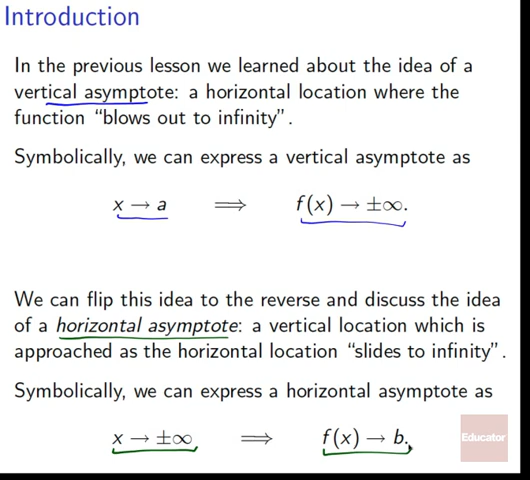 Introduction
In the previous lesson we learned about the idea of a
vertical asymptote: a horizontal location where the
function “blows out to infinity”.
Symbolically, we can express a vertical asymptote as
x → a ⟹ f(x) → ±∞.
We can flip this idea to the reverse and discuss the idea
of a horizontal asymptote: a vertical location which is
approached as the horizontal location “slides to infinity”.
Symbolically, we can express a horizontal asymptote as
x → ±∞ ⟹ f(x) → b.
Educator